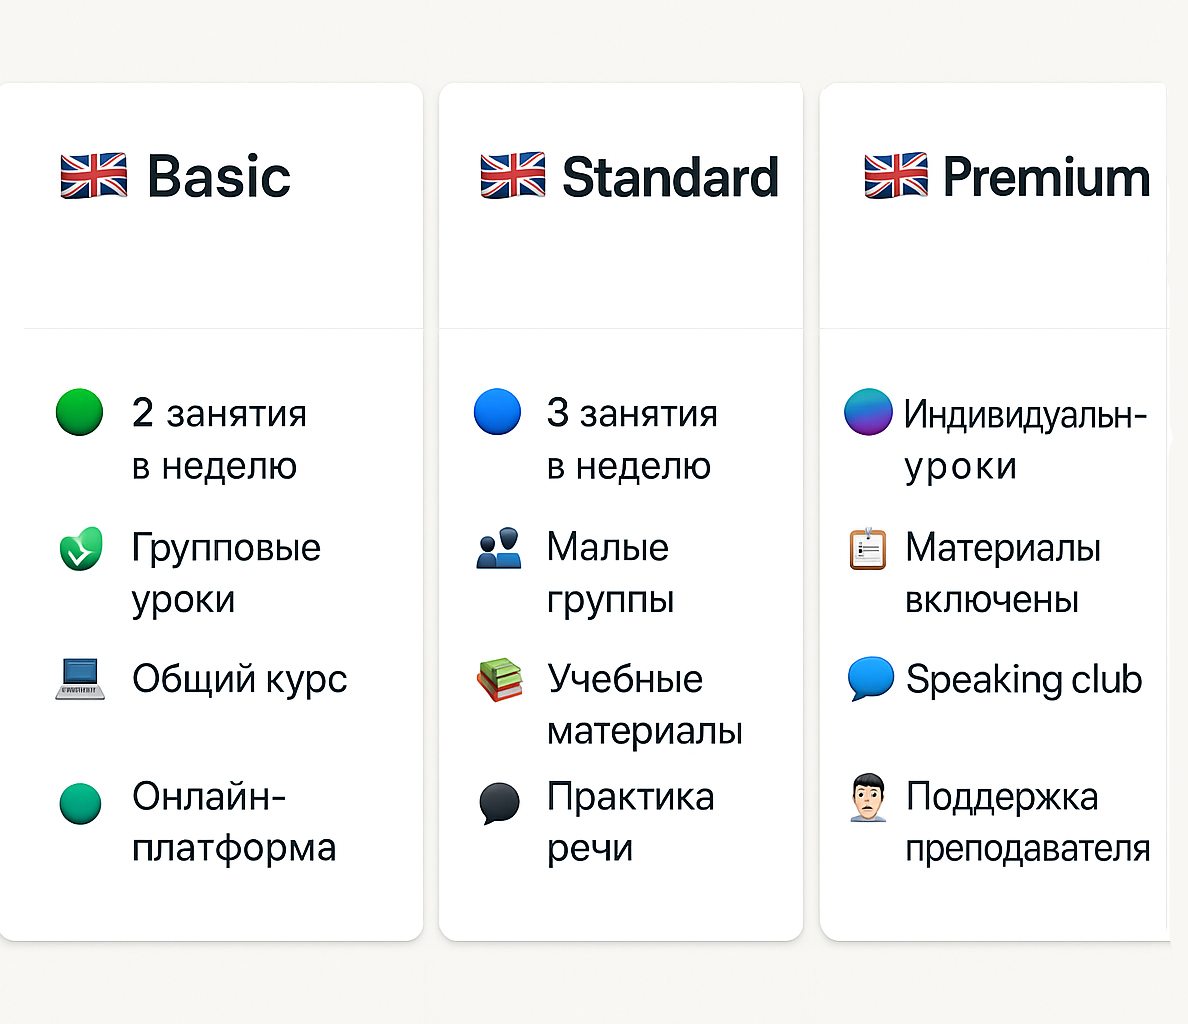 Basic
2 занятия
в неделю
Групповые
уроки
Общий курс
Онлайн-
платформа
Standard
3 занятия
в неделю
Малые
группы
Учебные
материалы
Практика
речи
Premium
Индивидуальн-
уроки
Материалы
включены
Speaking club
Поддержка
преподавателя